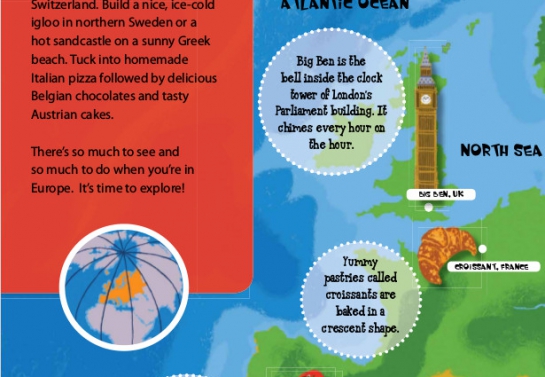 Switzerland. Build a nice, ice-cold
igloo in northern Sweden or a
hot sandcastle on a sunny Greek
beach. Tuck into homemade
Italian pizza followed by delicious
Belgian chocolates and tasty
Austrian cakes.
There's so much to see and
so much to do when you're in
Europe. It's time to explore!
ATLANTIC OCEAN
Big Ben is the
bell inside the clock
tower of London's
Parliament building. It
chimes every hour on
the hour.
NORTH SEA
BIG BEN, UK
CROISSANT, FRANCE
Yummy
pastries called
croissants are
baked in a
crescent shape.